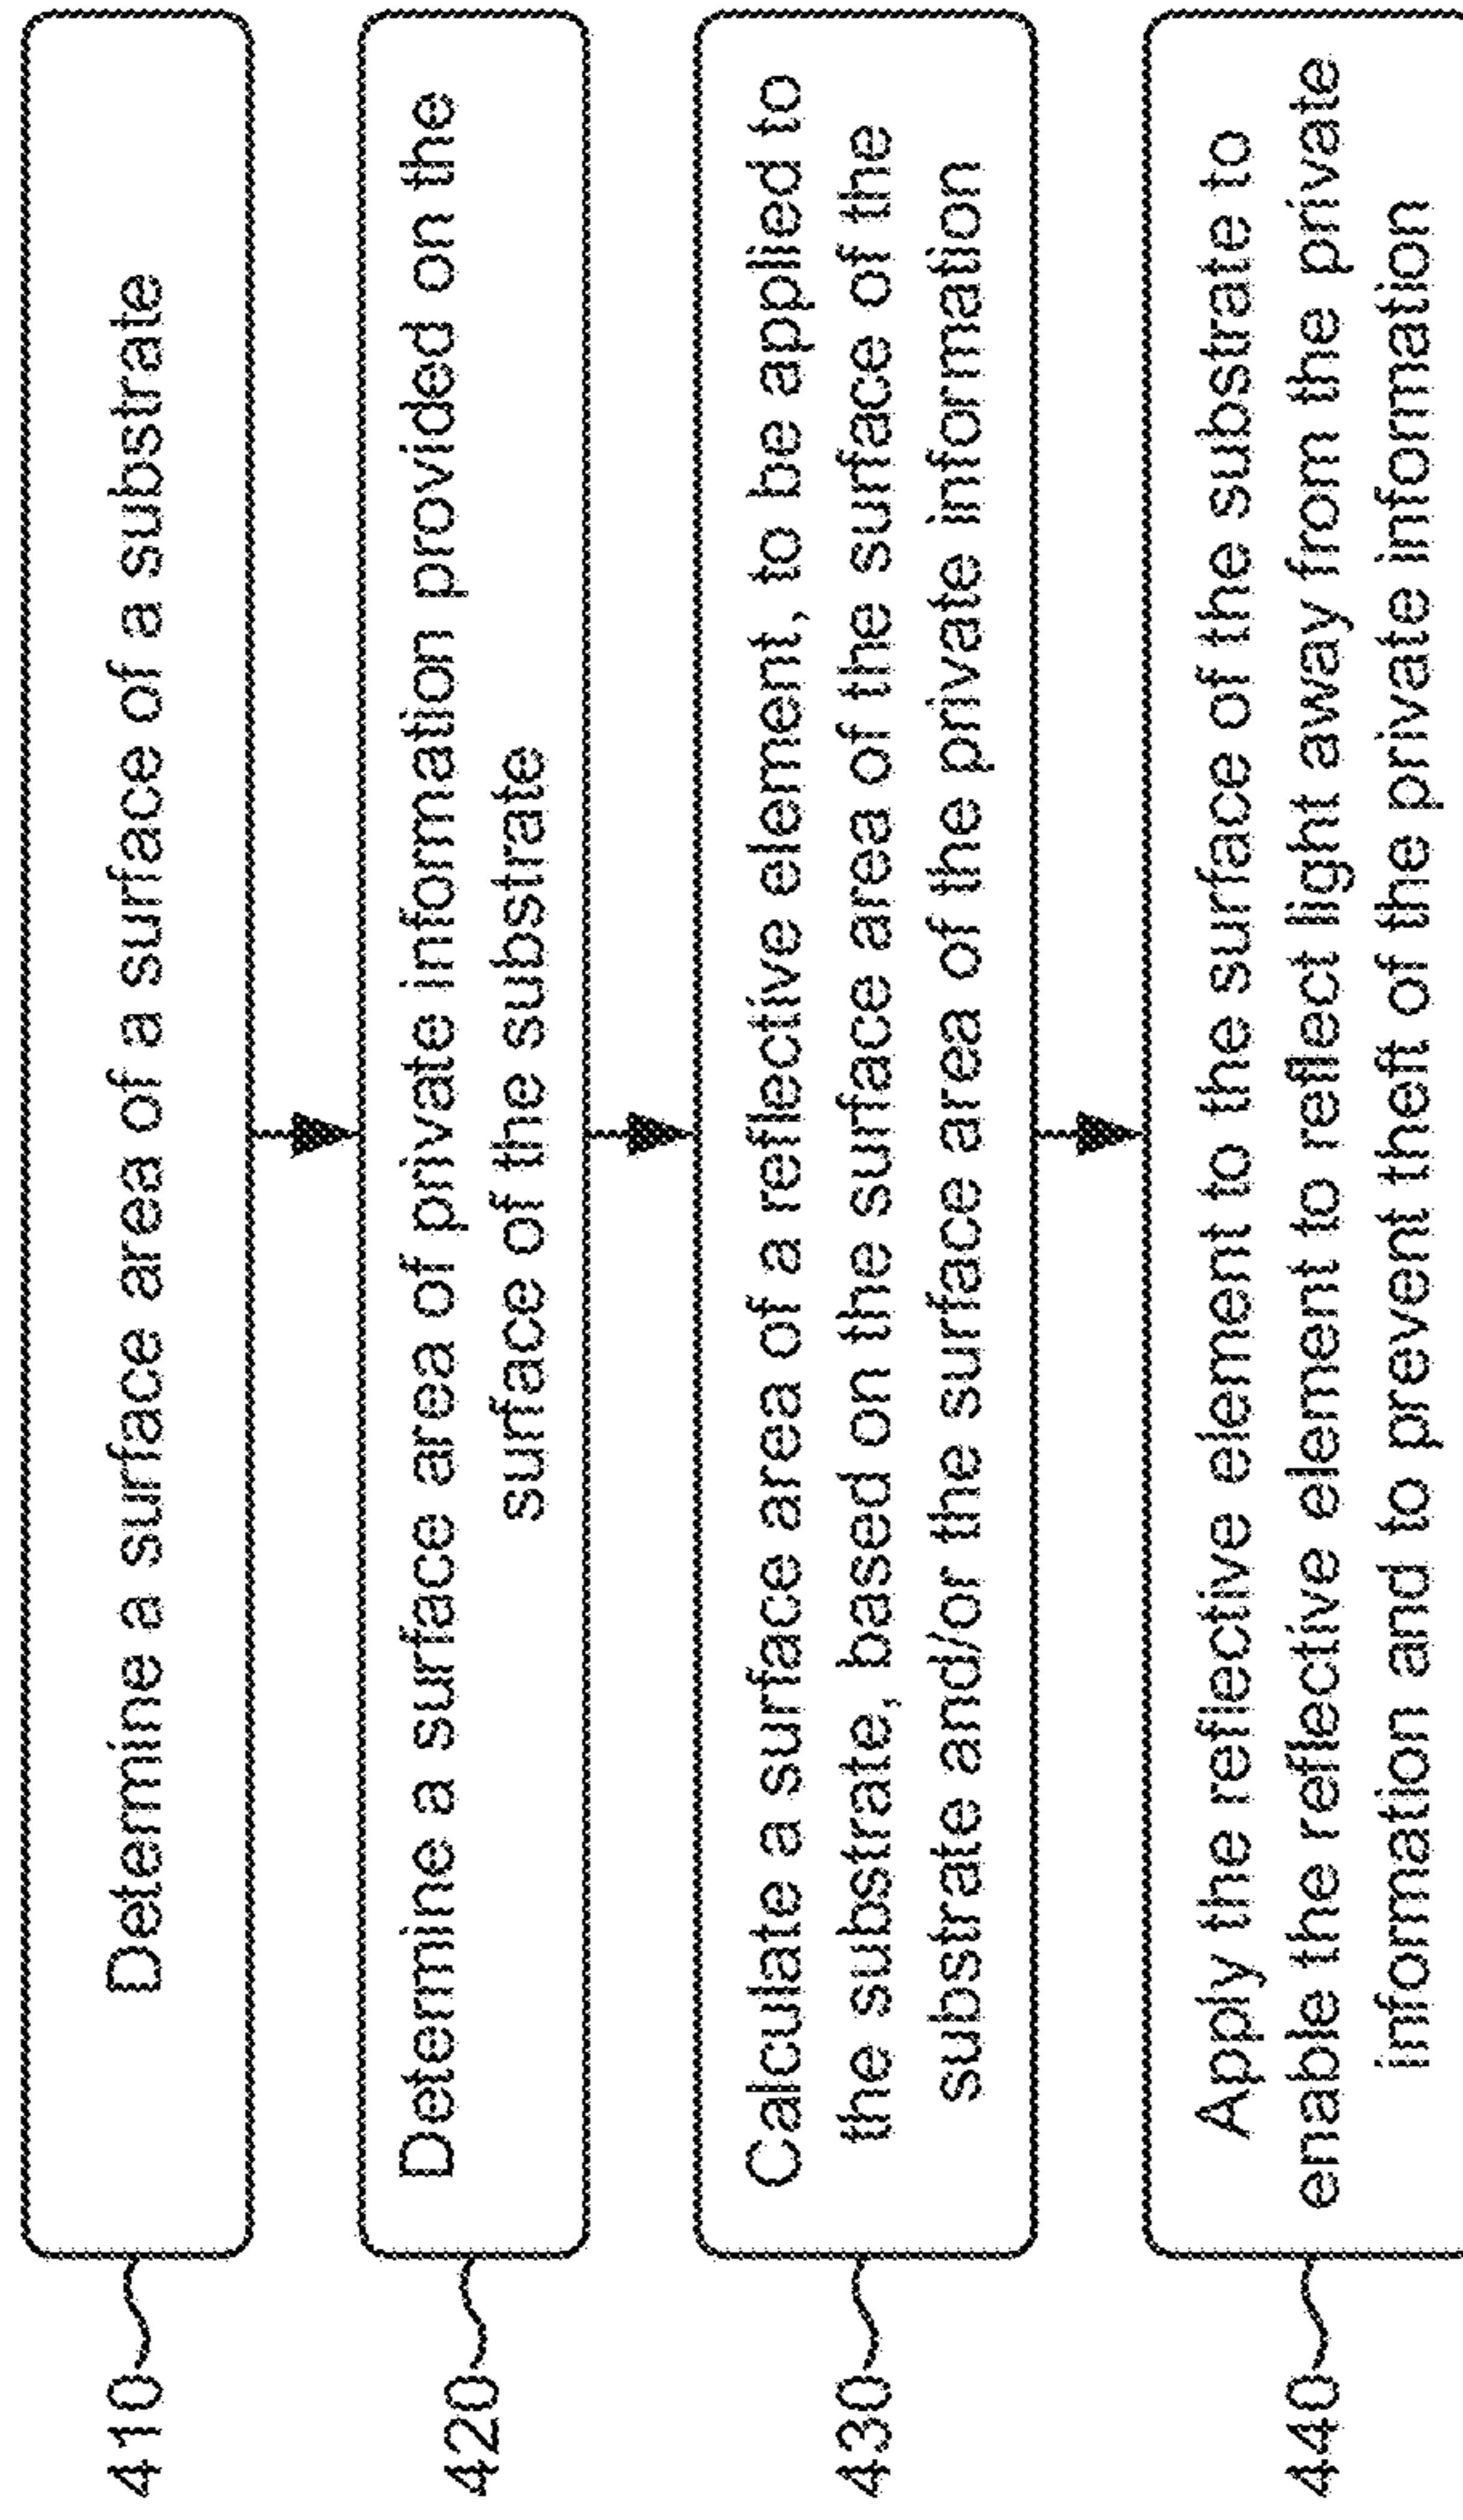 410
Determine a surface area of a surface of a substrate
420
Determine a surface area of private information provided on the
surface of the substrate
430
Calculate a surface area of a reflective element, to be applied to
the substrate, based on the surface area of the surface of the
substrate and/or the surface area of the private information
440
Apply the reflective element to the surface of the substrate to
enable the reflective element to reflect light away from the private
information and to prevent theft of the private information